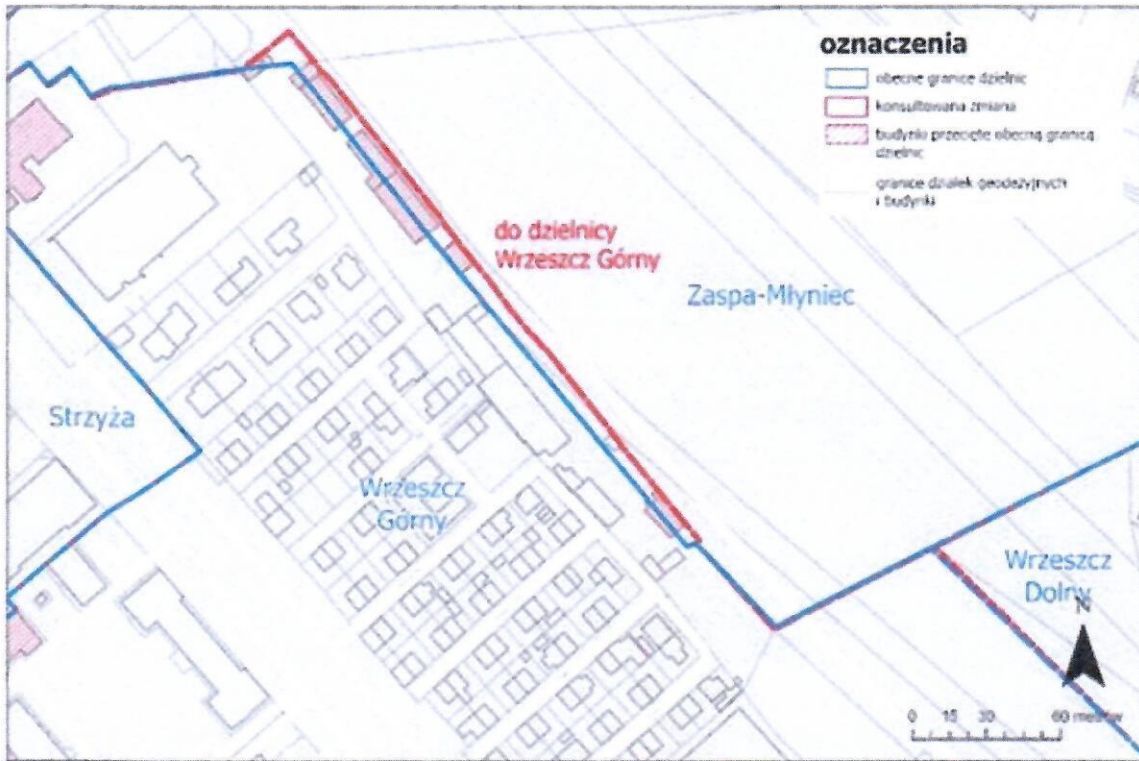 oznaczenia
obecne granice dzielnic
konsultowana zmiana
budynki przecięte obecną granicą
dzielnic
granice działek geodezyjnych
i budynki
do dzielnicy
Wrzeszcz Górny
Zaspa-Młyniec
Strzyża
Wrzeszcz
Górny
Wrzeszcz
Dolny
N
0 15 30 60 metrów